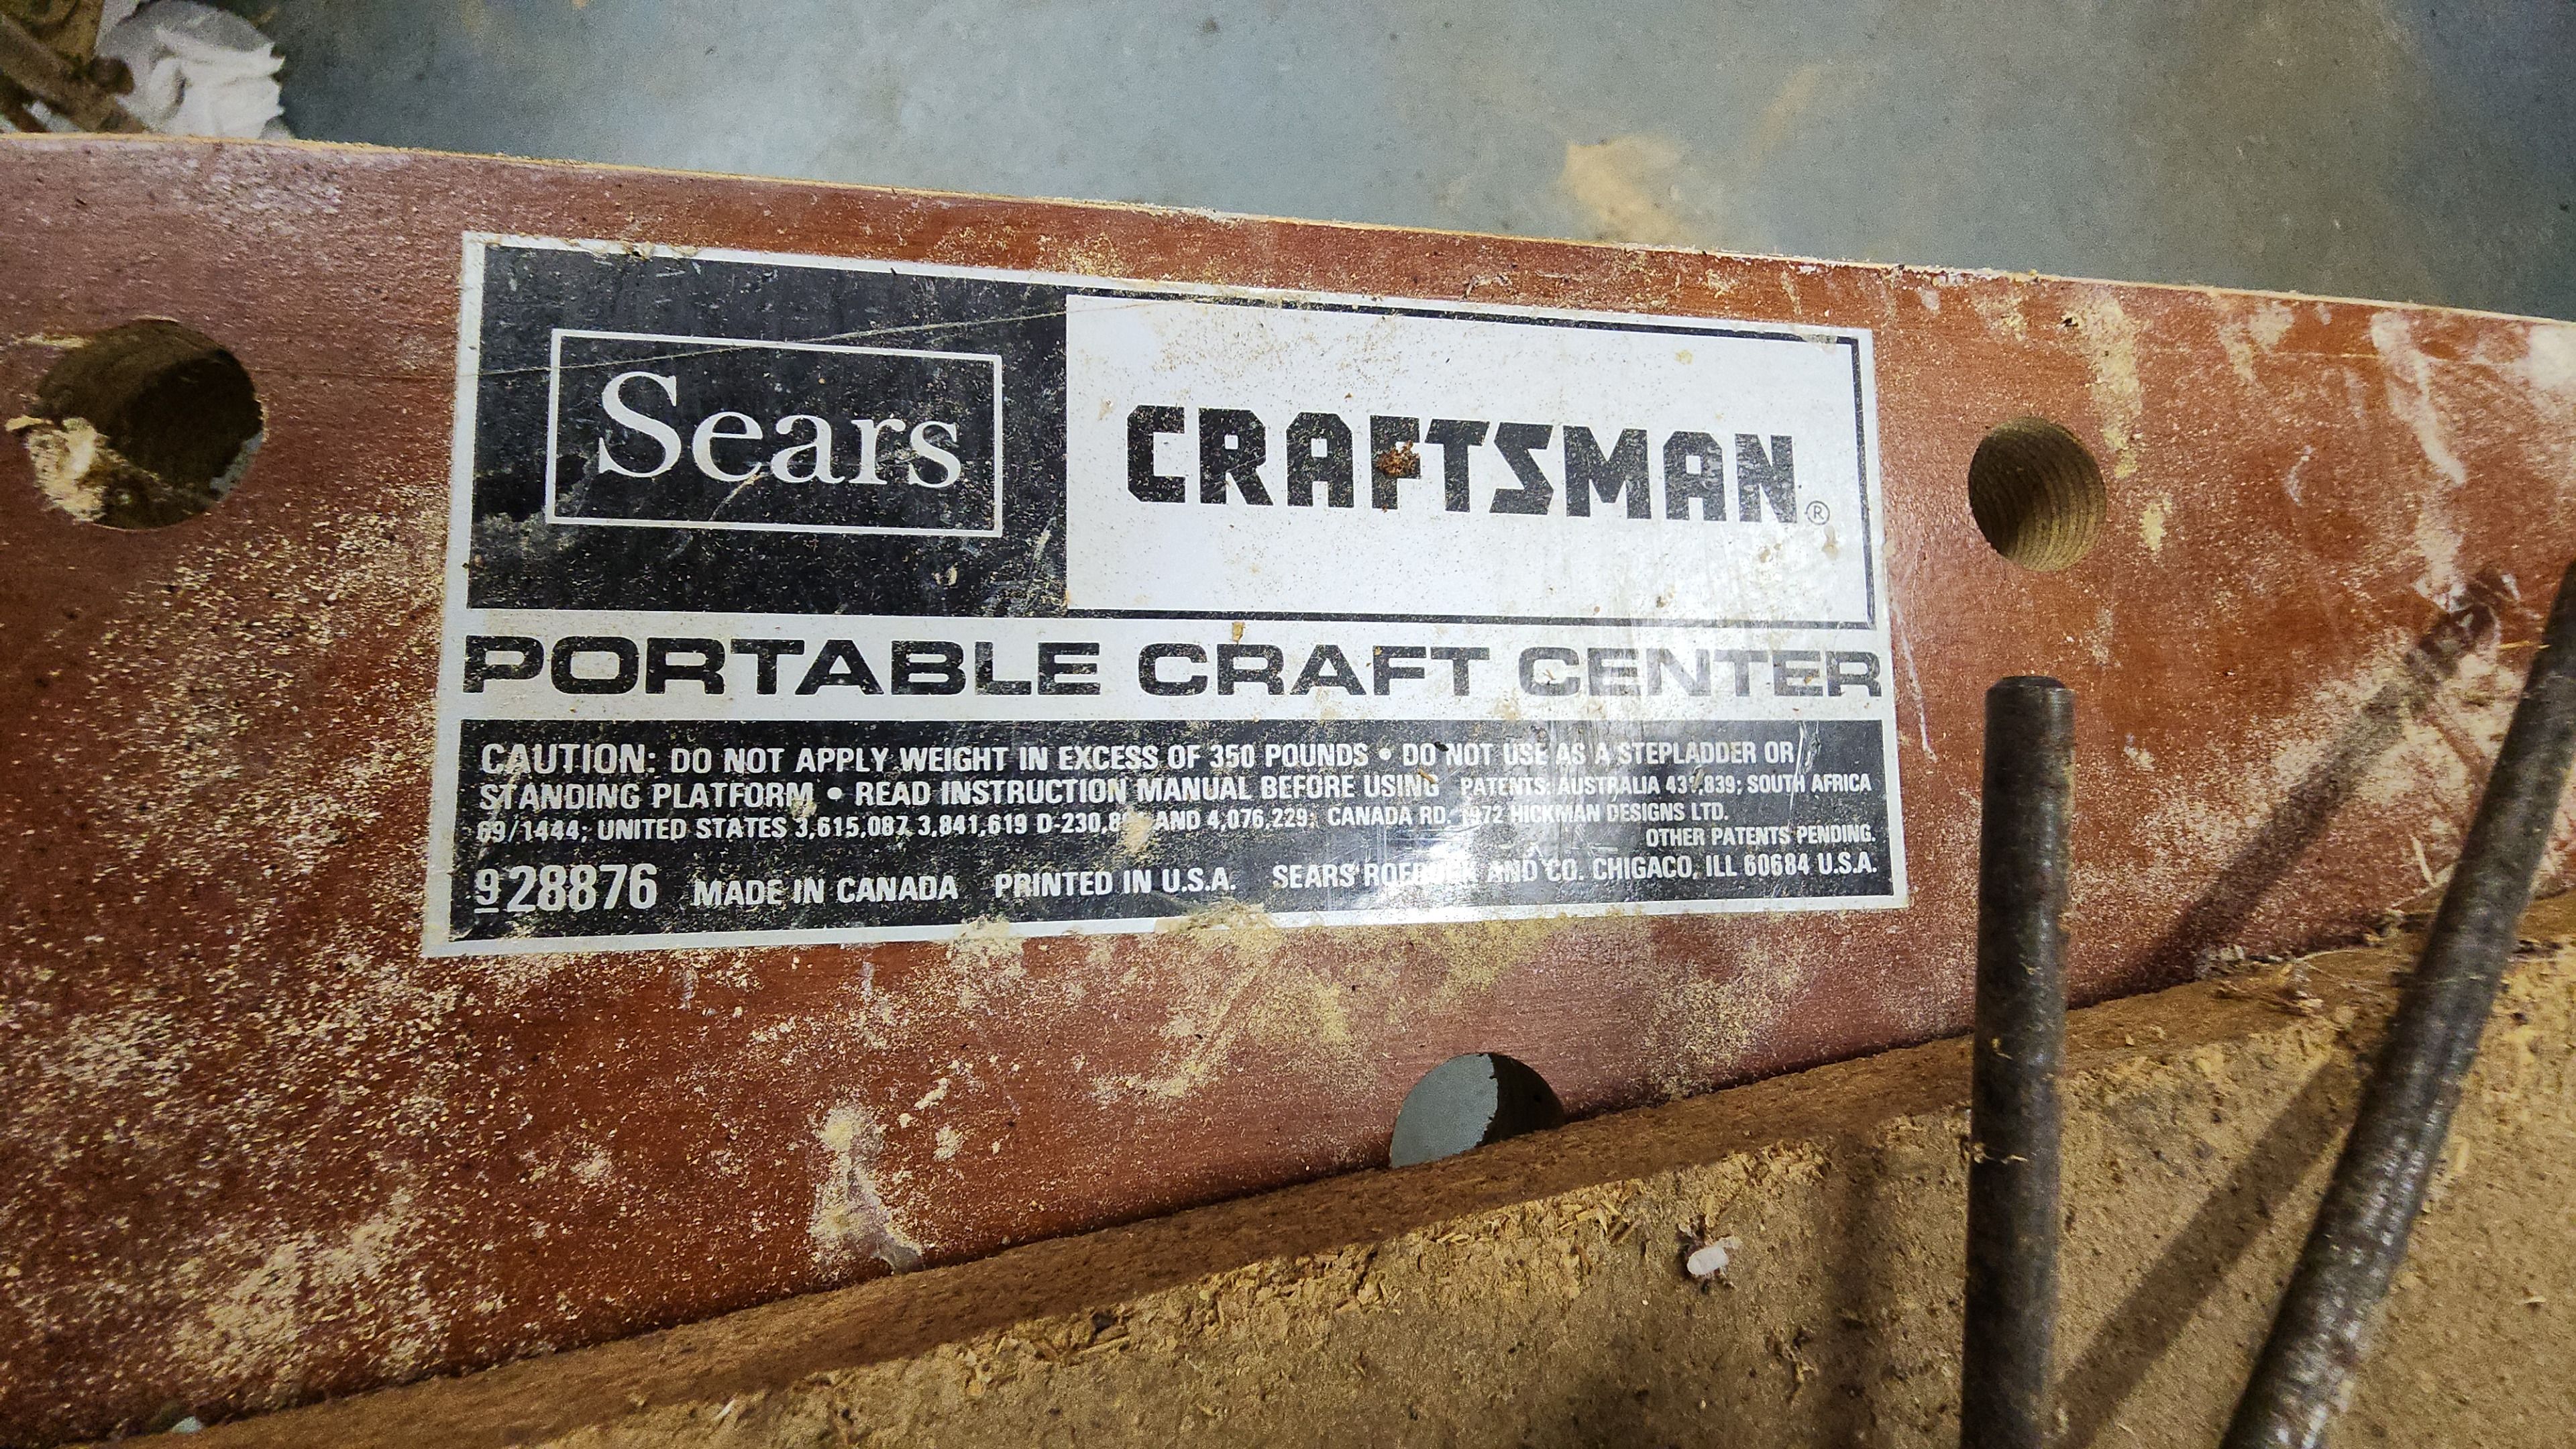 Sears
CRAFTSMAN®
PORTABLE CRAFT CENTER
CAUTION: DO NOT APPLY WEIGHT IN EXCESS OF 350 POUNDS • DO NOT USE AS A STEPLADDER OR
STANDING PLATFORM • READ INSTRUCTION MANUAL BEFORE USING PATENTS: AUSTRALIA SOUTH AFRICA
69/1444; UNITED STATES 3,615,087, 3,841,619 AND 4,076,229; CANADA RD. HICKMAN DESIGNS LTD.
OTHER PATENTS PENDING.
928876 MADE IN CANADA PRINTED IN U.S.A. SEARS AND CO. CHIGACO, ILL 60684 U.S.A.